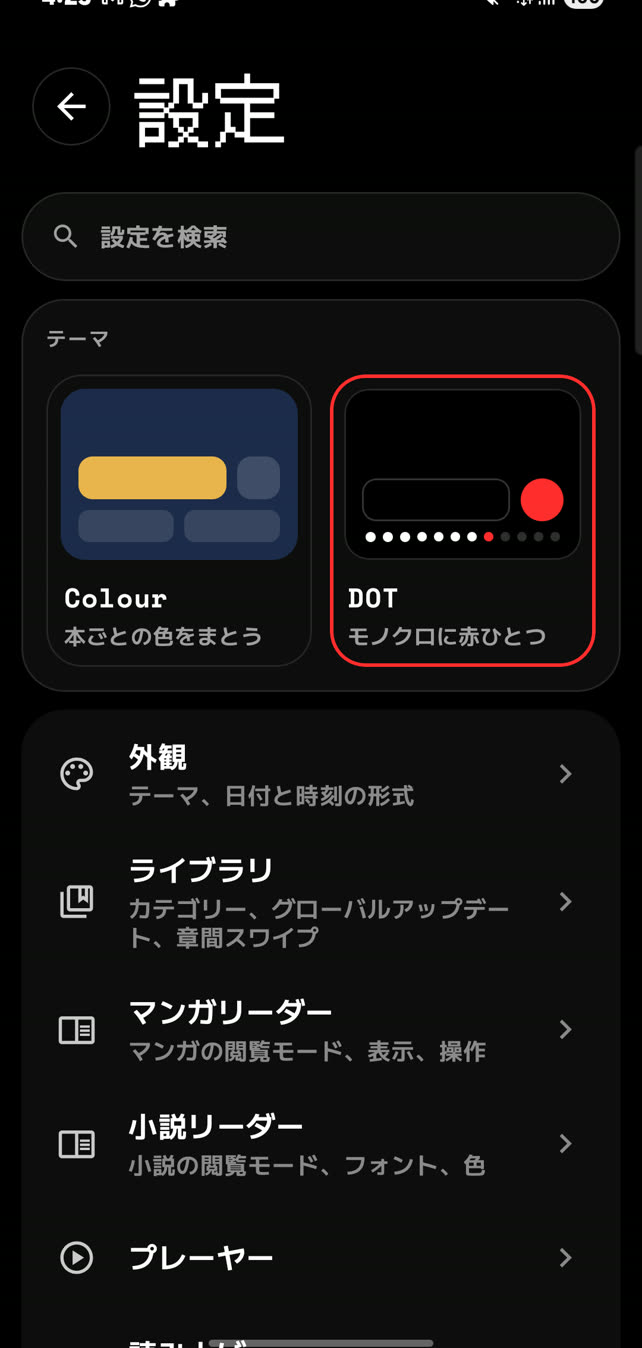 設定
設定を検索
テーマ
Colour
本ごとの色をまとう
DOT
モノクロに赤ひとつ
外観
テーマ、日付と時刻の形式
ライブラリ
カテゴリー、グローバルアップデー
ト、章間スワイプ
マンガリーダー
マンガの閲覧モード、表示、操作
小説リーダー
小説の閲覧モード、フォント、色
プレーヤー